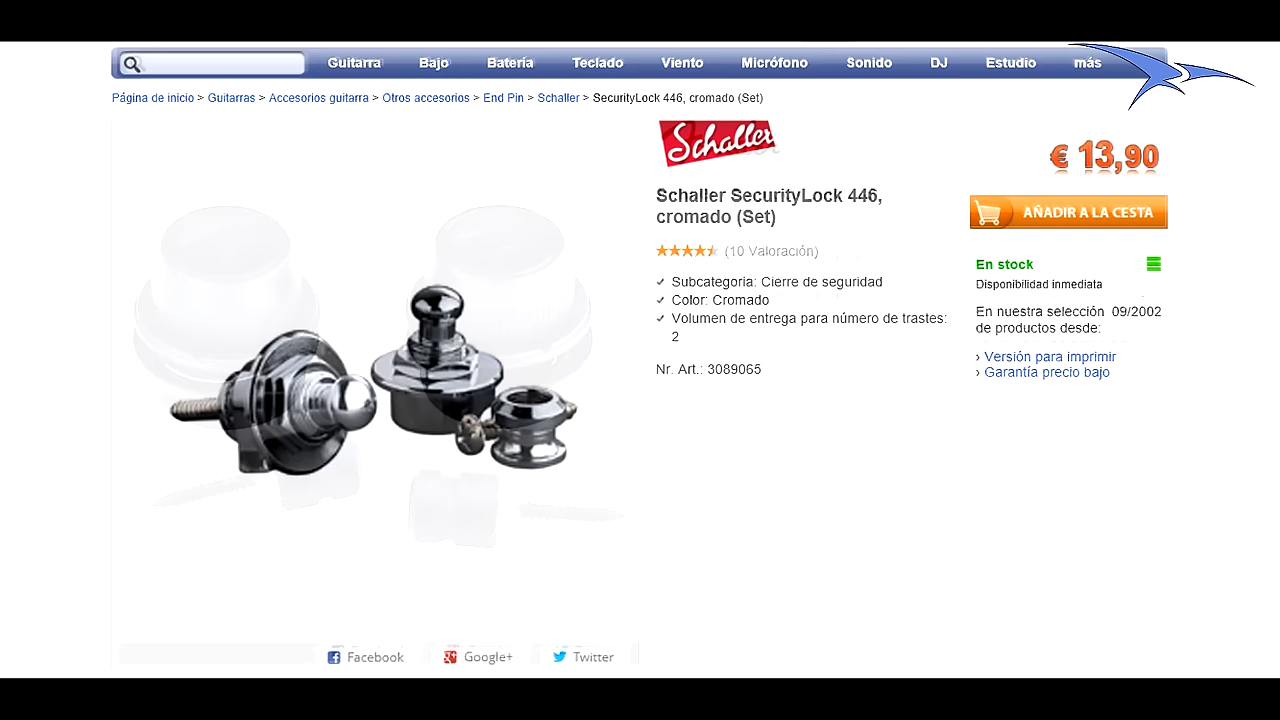 Guitarra Bajo Batería Teclado Viento Micrófono Sonido DJ Estudio más
Página de inicio > Guitarras > Accesorios guitarra > Otros accesorios > End Pin > Schaller > SecurityLock 446, cromado (Set)
Schaller
€ 13,90
Schaller SecurityLock 446,
cromado (Set)
AÑADIR A LA CESTA
(10 Valoración)
En stock
Disponibilidad inmediata
Subcategoria: Cierre de seguridad
Color: Cromado
Volumen de entrega para número de trastes:
2
En nuestra selección 09/2002
de productos desde:
› Versión para imprimir
› Garantía precio bajo
Nr. Art.: 3089065
Facebook Google+ Twitter